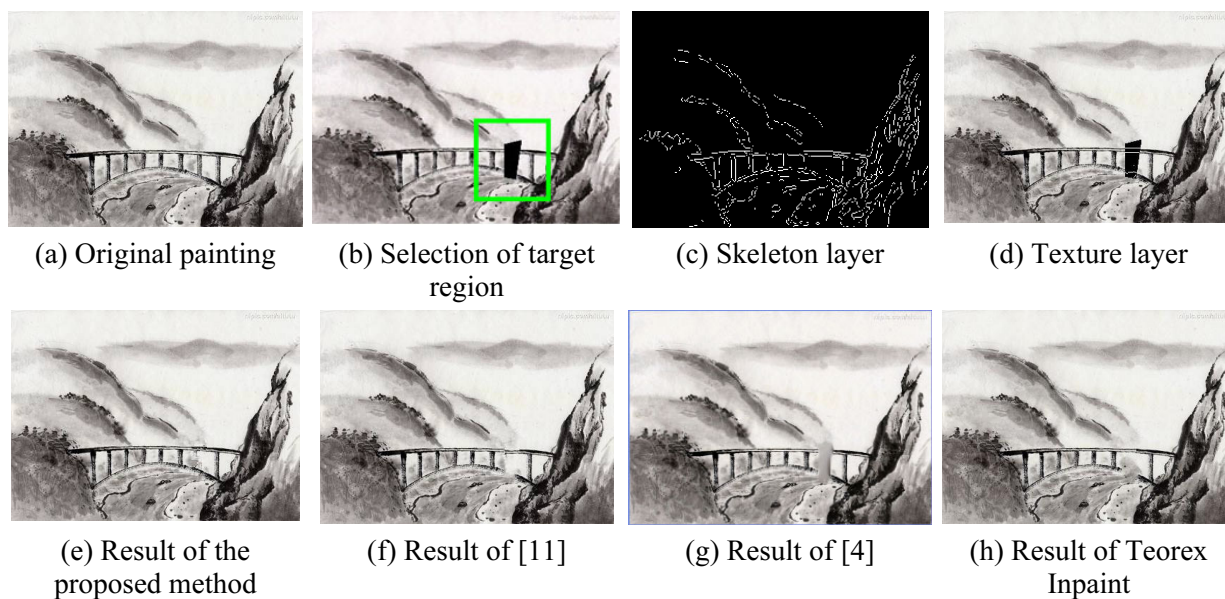 (a) Original painting
(b) Selection of target
region
(c) Skeleton layer
(d) Texture layer
(e) Result of the
proposed method
(f) Result of [11]
(g) Result of [4]
(h) Result of Teorex
Inpaint